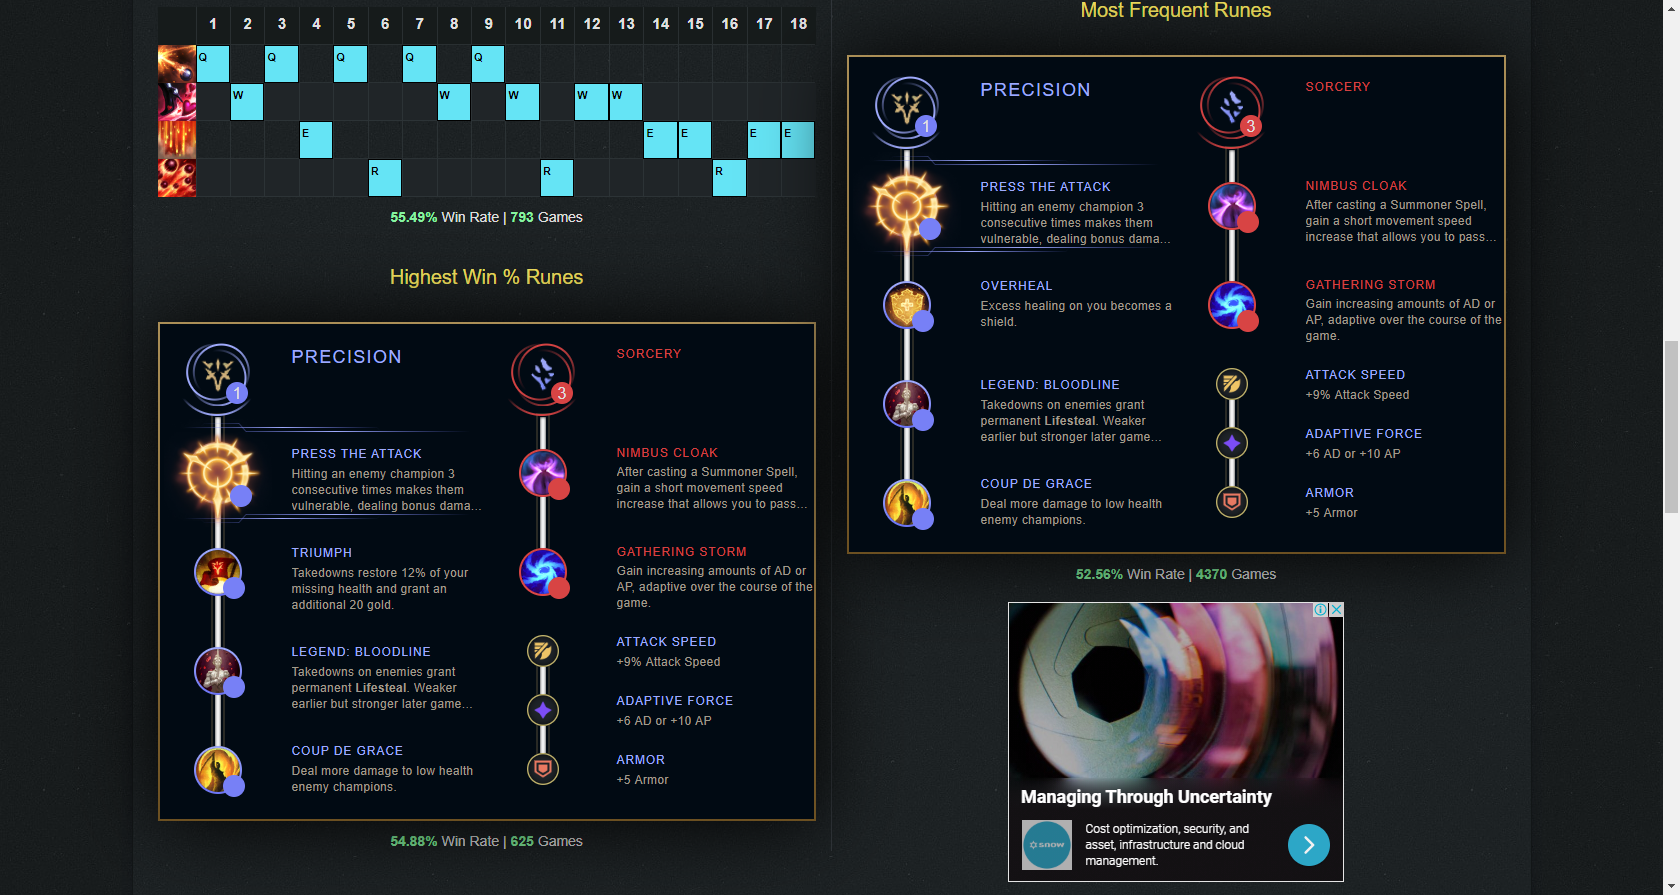 1 2 3 4 5 6 7 8 9 10 11 12 13 14 15 16 17 18
Q Q Q Q Q
W W W W W
E E E E E
R R R
55.49% Win Rate | 793 Games
Highest Win % Runes
PRECISION
1
PRESS THE ATTACK
Hitting an enemy champion 3
consecutive times makes them
vulnerable, dealing bonus dama...
TRIUMPH
Takedowns restore 12% of your
missing health and grant an
additional 20 gold.
LEGEND: BLOODLINE
Takedowns on enemies grant
permanent Lifesteal. Weaker
earlier but stronger later game...
COUP DE GRACE
Deal more damage to low health
enemy champions.
SORCERY
3
NIMBUS CLOAK
After casting a Summoner Spell,
gain a short movement speed
increase that allows you to pass...
GATHERING STORM
Gain increasing amounts of AD or
AP, adaptive over the course of the
game.
ATTACK SPEED
+9% Attack Speed
ADAPTIVE FORCE
+6 AD or +10 AP
ARMOR
+5 Armor
54.88% Win Rate | 625 Games
Most Frequent Runes
PRECISION
1
PRESS THE ATTACK
Hitting an enemy champion 3
consecutive times makes them
vulnerable, dealing bonus dama...
OVERHEAL
Excess healing on you becomes a
shield.
LEGEND: BLOODLINE
Takedowns on enemies grant
permanent Lifesteal. Weaker
earlier but stronger later game...
COUP DE GRACE
Deal more damage to low health
enemy champions.
SORCERY
3
NIMBUS CLOAK
After casting a Summoner Spell,
gain a short movement speed
increase that allows you to pass...
GATHERING STORM
Gain increasing amounts of AD or
AP, adaptive over the course of the
game.
ATTACK SPEED
+9% Attack Speed
ADAPTIVE FORCE
+6 AD or +10 AP
ARMOR
+5 Armor
52.56% Win Rate | 4370 Games
Managing Through Uncertainty
snow
Cost optimization, security, and
asset, infrastructure and cloud
management.